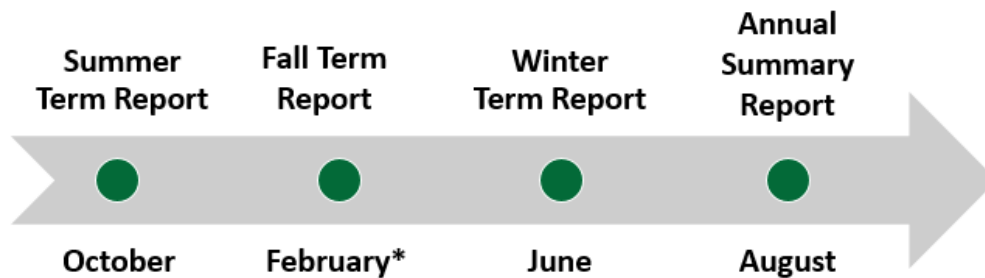 Summer
Term Report
Fall Term
Report
Winter
Term Report
Annual
Summary
Report
October
February*
June
August